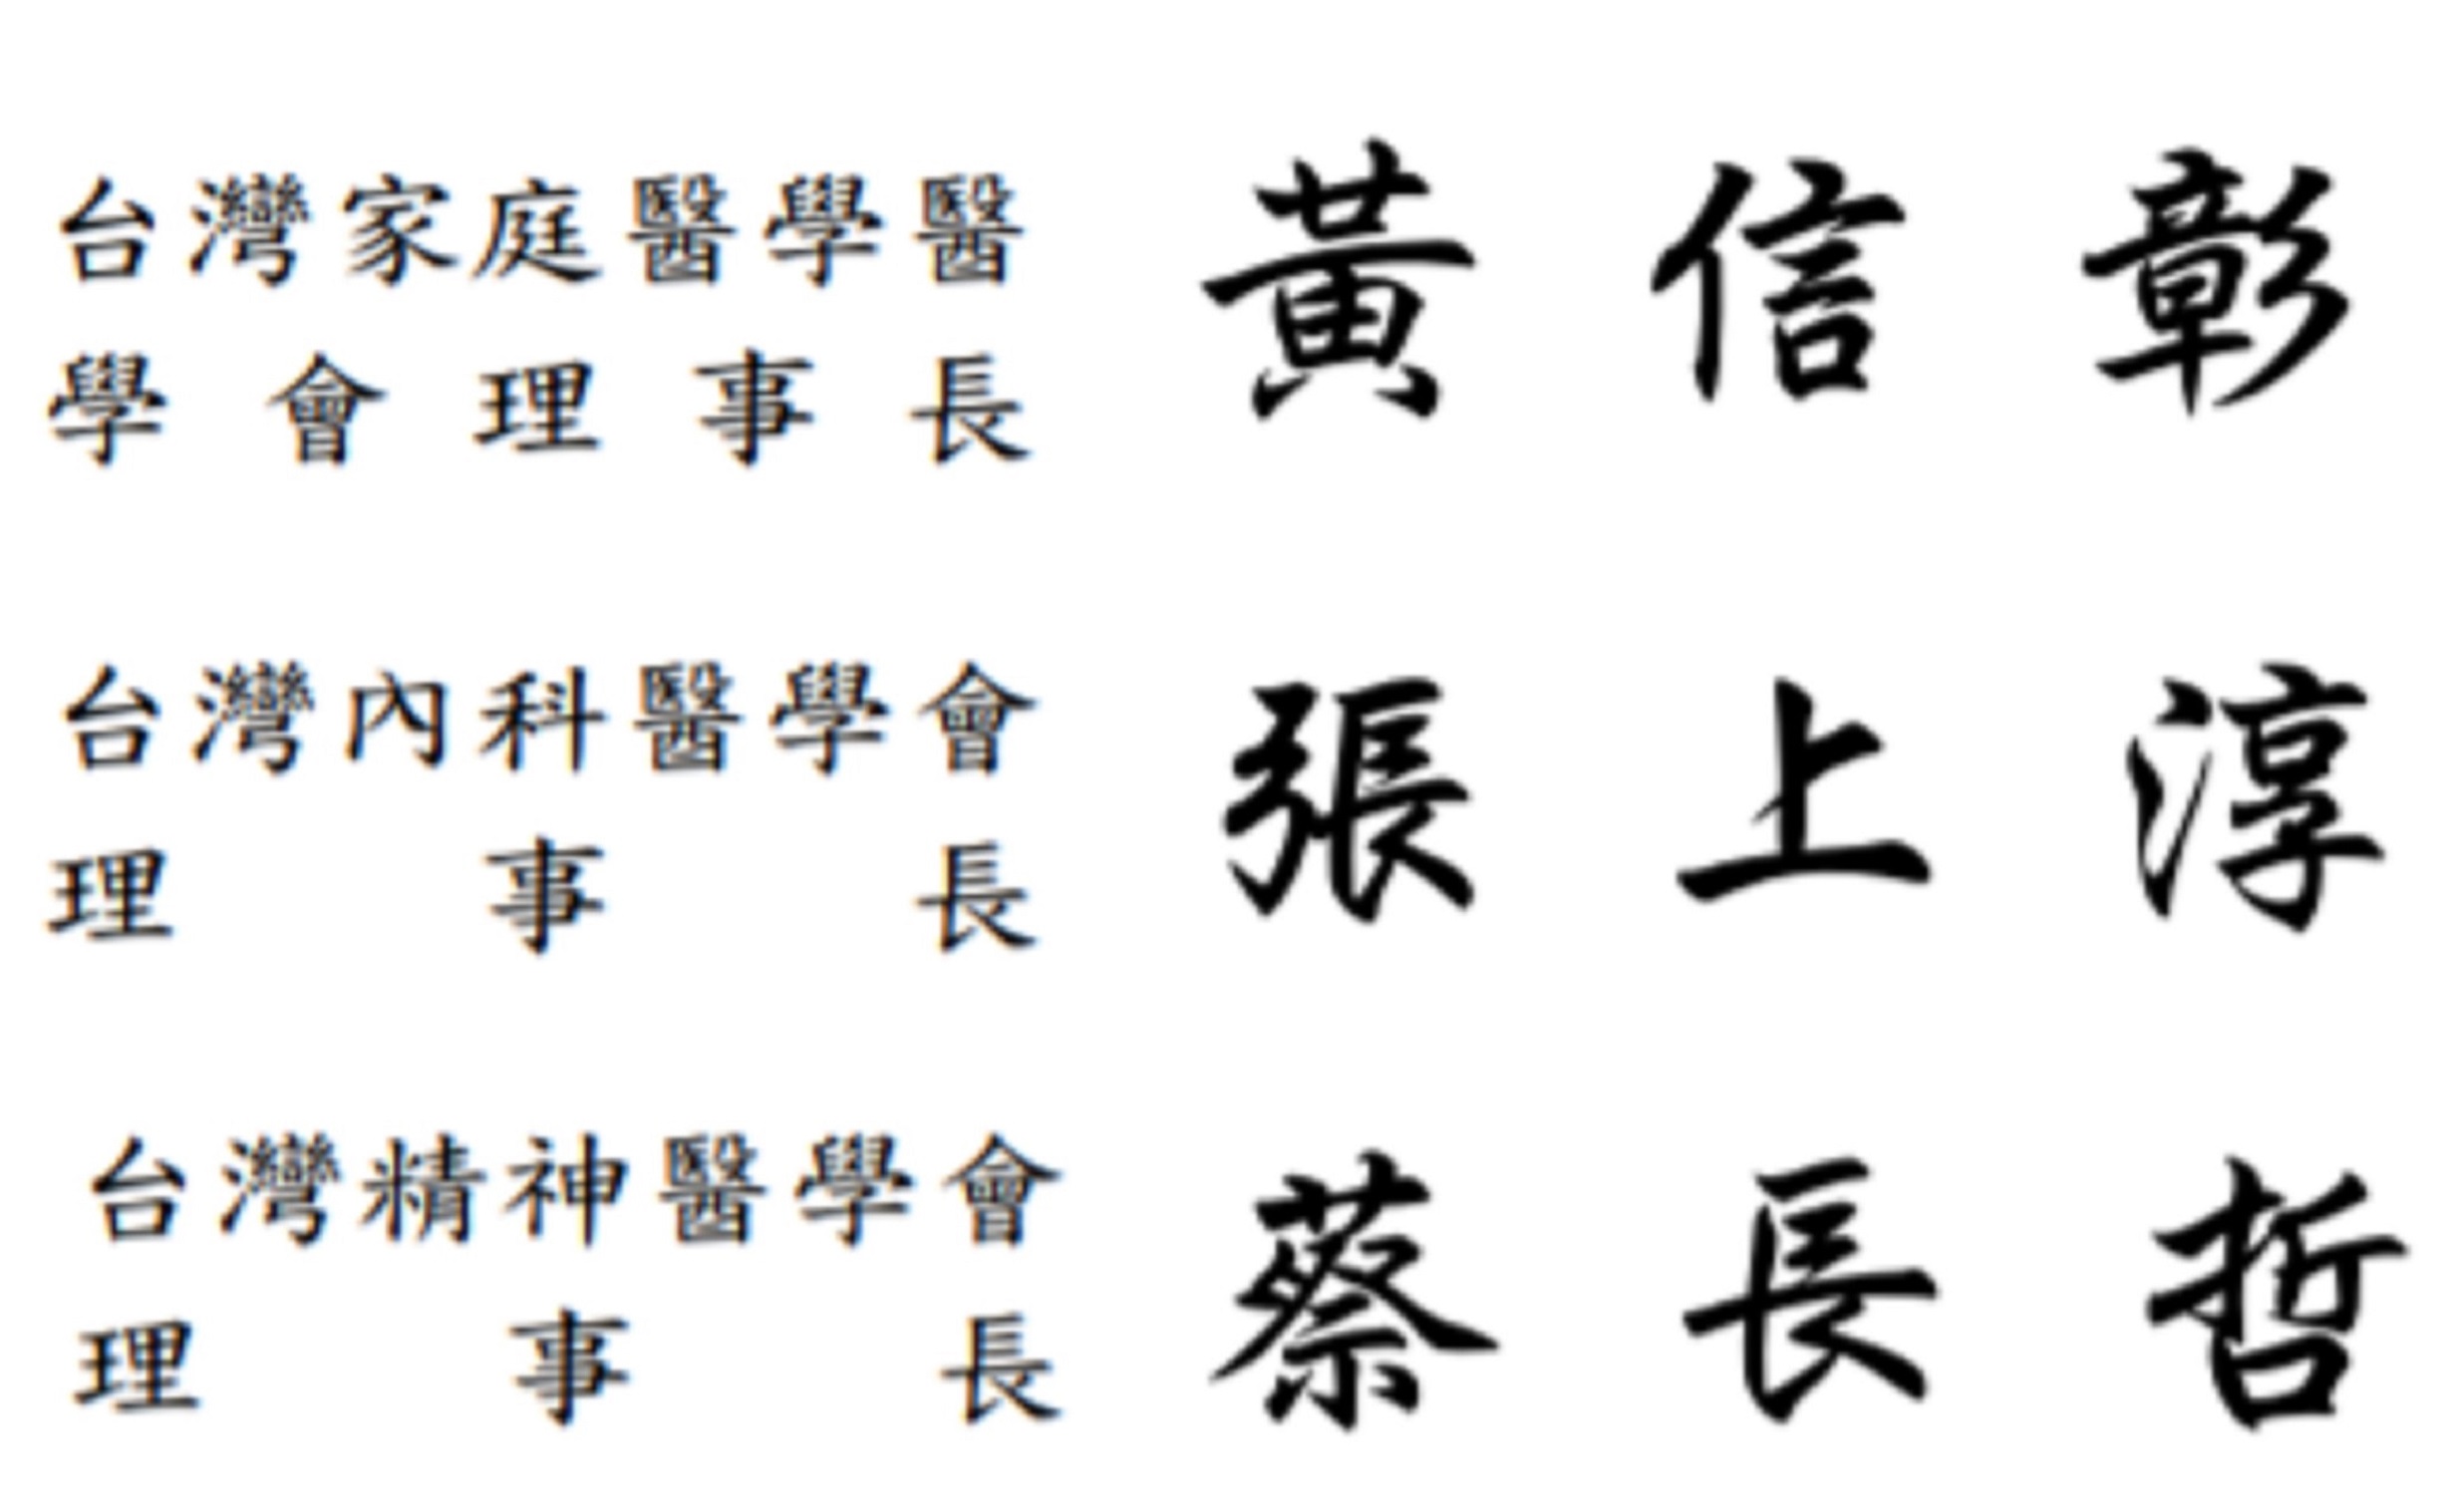 台灣家庭醫學醫
學會理事長
黃信彰
台灣內科醫學會
理事長
張上淳
台灣精神醫學會
理事長
蔡長哲